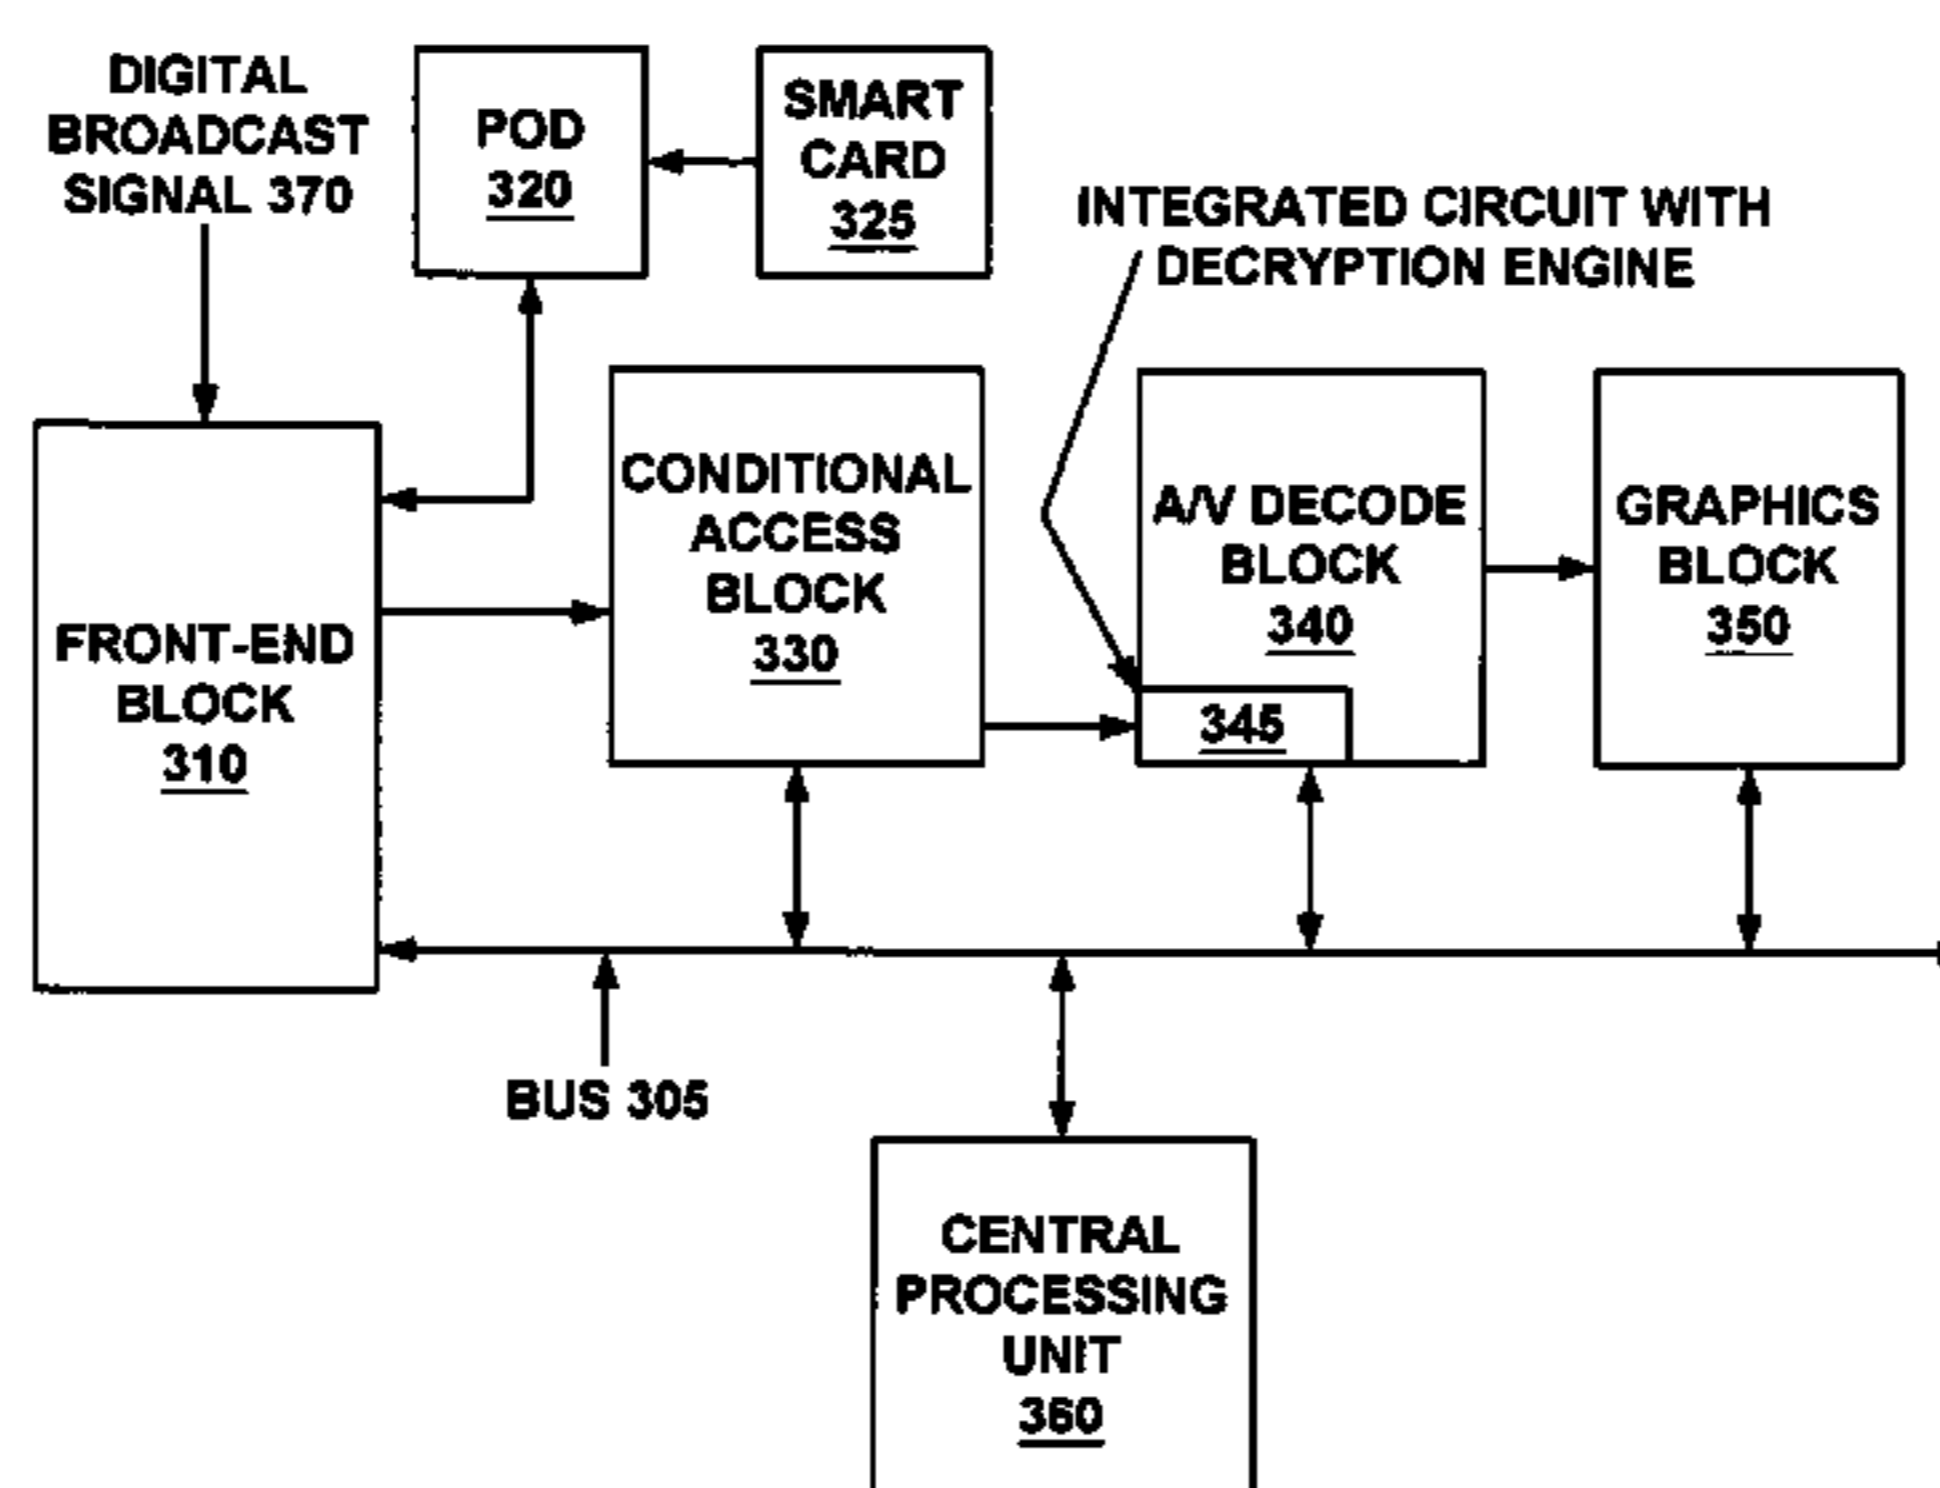 DIGITAL
BROADCAST
SIGNAL 370
POD
320
SMART
CARD
325
INTEGRATED CIRCUIT WITH
DECRYPTION ENGINE
FRONT-END
BLOCK
310
CONDITIONAL
ACCESS
BLOCK
330
A/V DECODE
BLOCK
340
345
GRAPHICS
BLOCK
350
BUS 305
CENTRAL
PROCESSING
UNIT
360